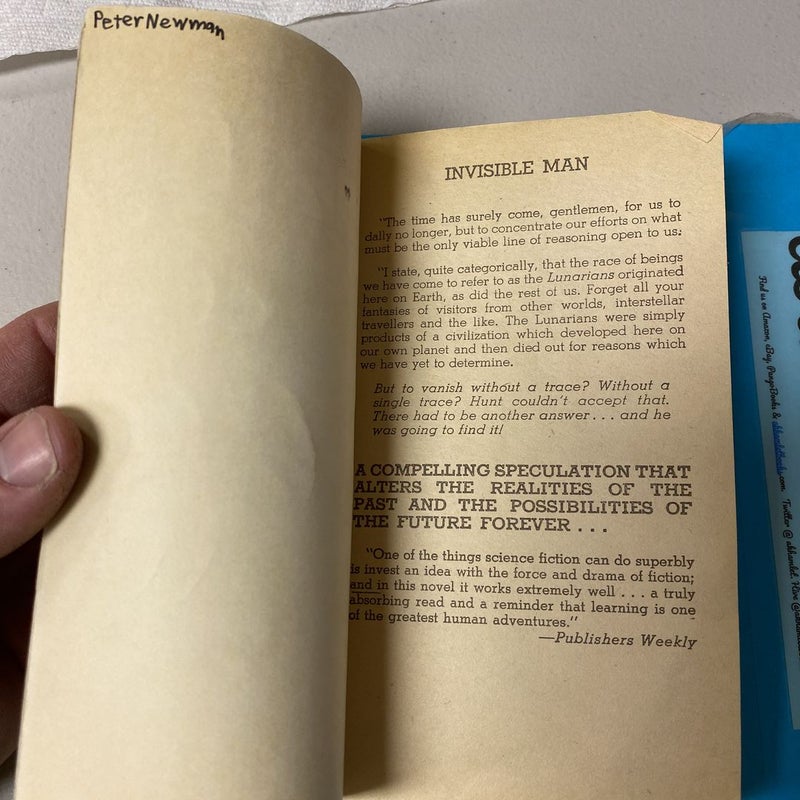 Peter Newman
INVISIBLE MAN
"The time has surely come, gentlemen, for us to
dally no longer, but to concentrate our efforts on what
must be the only viable line of reasoning open to us:
"I state, quite categorically, that the race of beings
we have come to refer to as the Lunarians originated
here on Earth, as did the rest of us. Forget all your
fantasies of visitors from other worlds, interstellar
travellers and the like. The Lunarians were simply
products of a civilization which developed here on
our own planet and then died out for reasons which
we have yet to determine.
But to vanish without a trace? Without a
single trace? Hunt couldn't accept that.
There had to be another answer . . . and he
was going to find it!
A COMPELLING SPECULATION THAT
ALTERS THE REALITIES OF THE
PAST AND THE POSSIBILITIES OF
THE FUTURE FOREVER . . .
"One of the things science fiction can do superbly
is invest an idea with the force and drama of fiction;
and in this novel it works extremely well . . . a truly
absorbing read and a reminder that learning is one
of the greatest human adventures."
—Publishers Weekly
Find us on Amazon, eBay, PangoBooks &
Twitter @